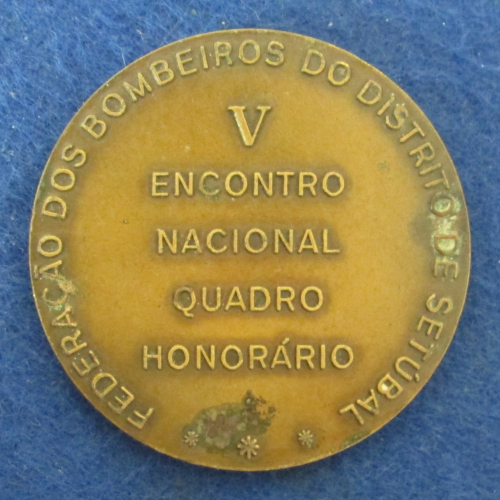 FEDERAÇÃO DOS BOMBEIROS DO DISTRITO DE SETÚBAL
V
ENCONTRO
NACIONAL
QUADRO
HONORÁRIO